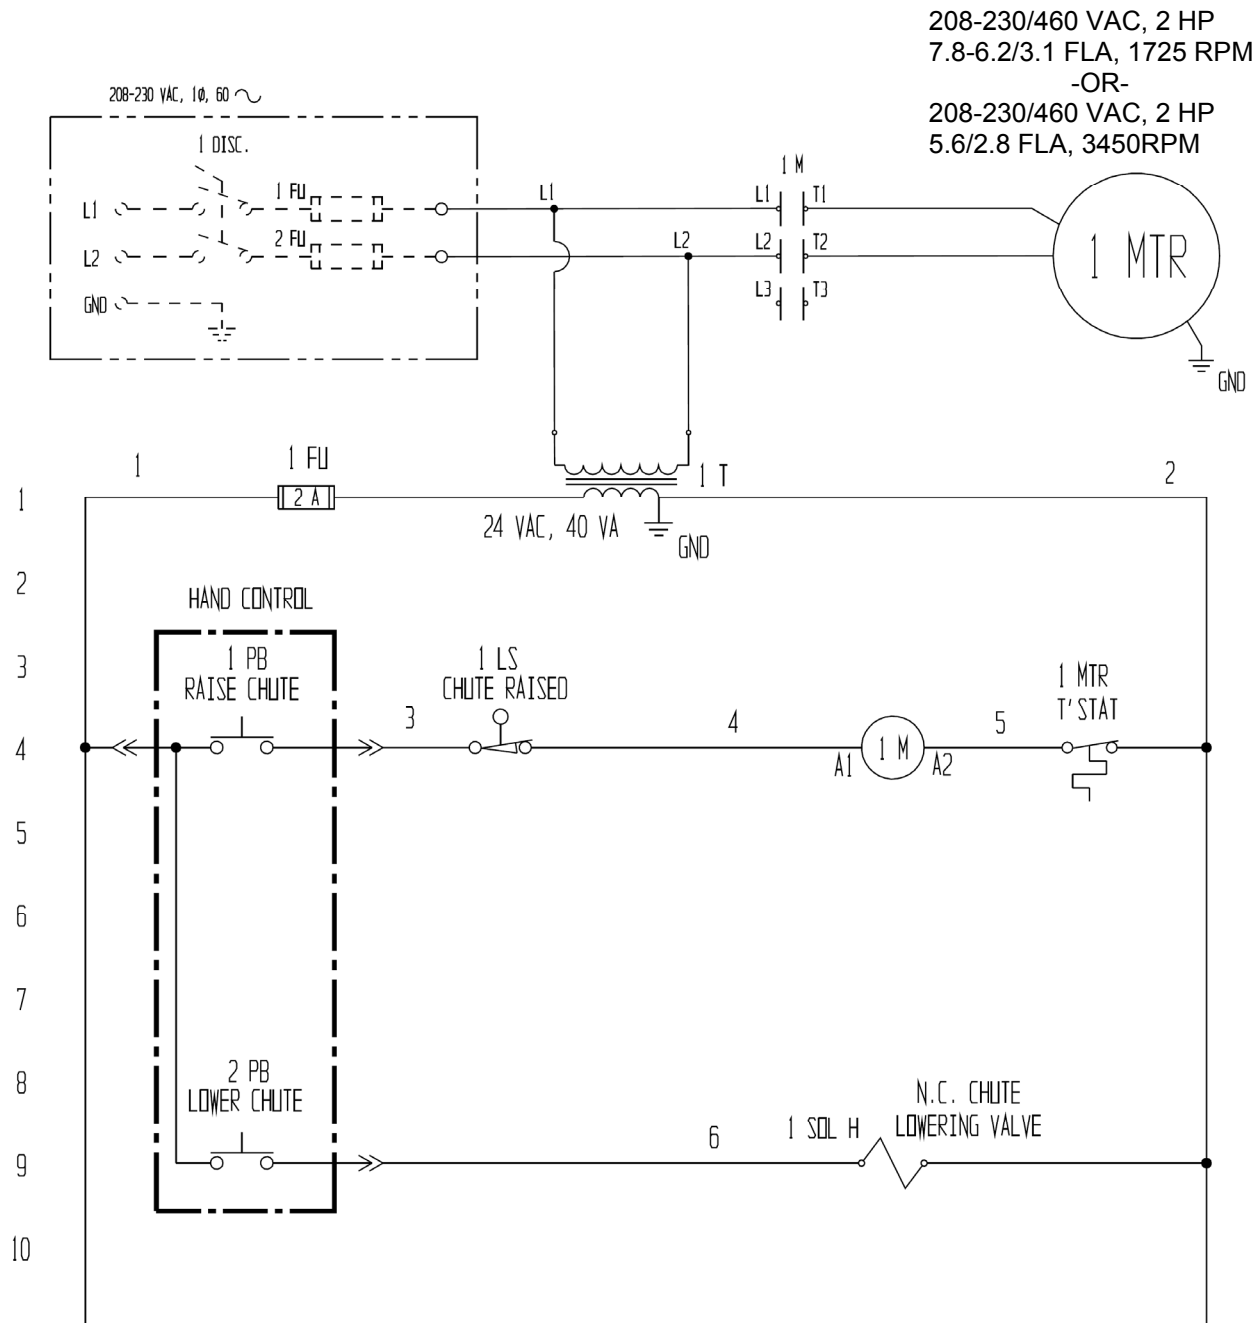 208-230/460 VAC, 2 HP
7.8-6.2/3.1 FLA, 1725 RPM
-OR-
208-230/460 VAC, 2 HP
5.6/2.8 FLA, 3450RPM
208-230 VAC, 1Ø, 60 ~
1 DISC.
1 M
1 FU
L1
L1
L1
T1
2 FU
L2
L2
L2
T2
1 MTR
GND
L3
T3
GND
1
1 FU
1 T
2
1
2 A
24 VAC, 40 VA
GND
2
HAND CONTROL
3
1 PB
RAISE CHUTE
1 LS
CHUTE RAISED
1 MTR
T'STAT
3
4
5
4
A1
1 M
A2
5
6
7
8
2 PB
LOWER CHUTE
N.C. CHUTE
LOWERING VALVE
1 SOL H
6
9
10